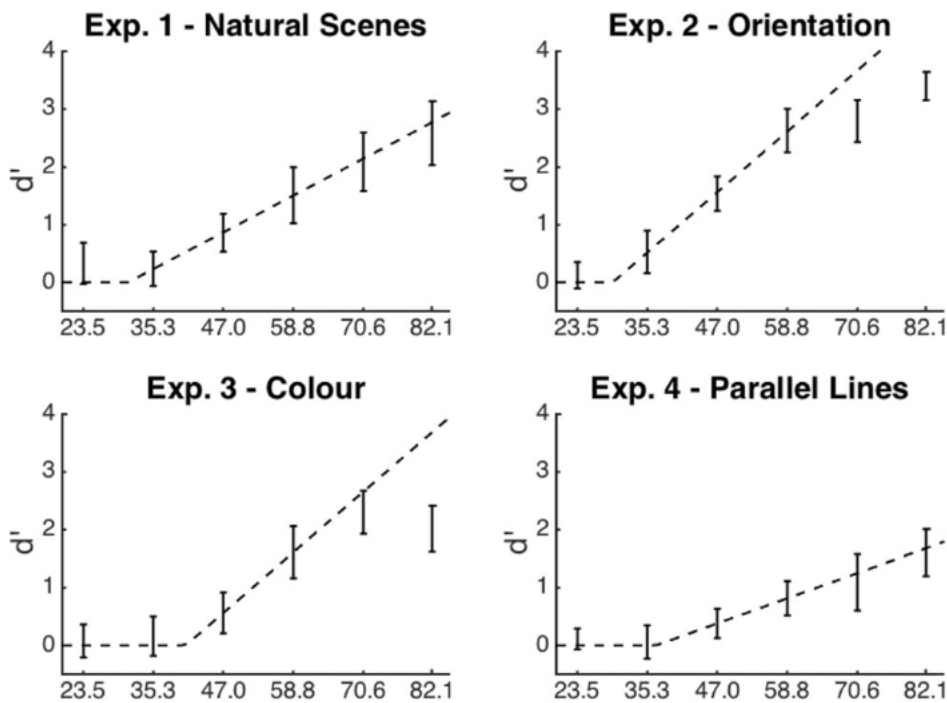 Exp. 1 - Natural Scenes
4
3
2
1
0
d'
23.5 35.3 47.0 58.8 70.6 82.1
Exp. 2 - Orientation
4
3
2
1
0
d'
23.5 35.3 47.0 58.8 70.6 82.1
Exp. 3 - Colour
4
3
2
1
0
d'
23.5 35.3 47.0 58.8 70.6 82.1
Exp. 4 - Parallel Lines
4
3
2
1
0
d'
23.5 35.3 47.0 58.8 70.6 82.1